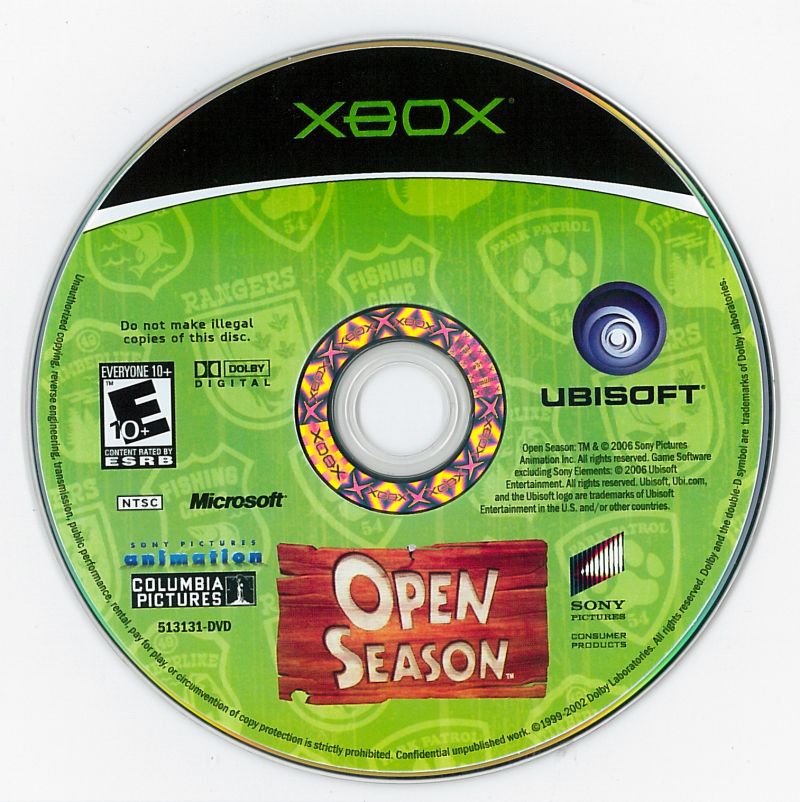 XBOX
RANGERS
54
FISHING
CAMP
PARK PATROL
Do not make illegal
copies of this disc.
EVERYONE 10+
E
10+
CONTENT RATED BY
ESRB
DOLBY
DIGITAL
XBOX
UBISOFT
Open Season: TM & © 2006 Sony Pictures
Animation Inc. All rights reserved. Game Software
excluding Sony Elements: © 2006 Ubisoft
Entertainment. All rights reserved. Ubisoft, Ubi.com,
and the Ubisoft logo are trademarks of Ubisoft
Entertainment in the U.S. and/or other countries.
NTSC
Microsoft
SONY PICTURES
animation
COLUMBIA
PICTURES
513131-DVD
OPEN
SEASON™
SONY
PICTURES
CONSUMER
PRODUCTS
Unauthorized copying, reverse engineering, transmission, public performance, rental, pay for play, or circumvention of copy protection is strictly prohibited. Confidential unpublished work. ©1999-2002 Dolby Laboratories. All rights reserved. Dolby and the double-D symbol are trademarks of Dolby Laboratories.